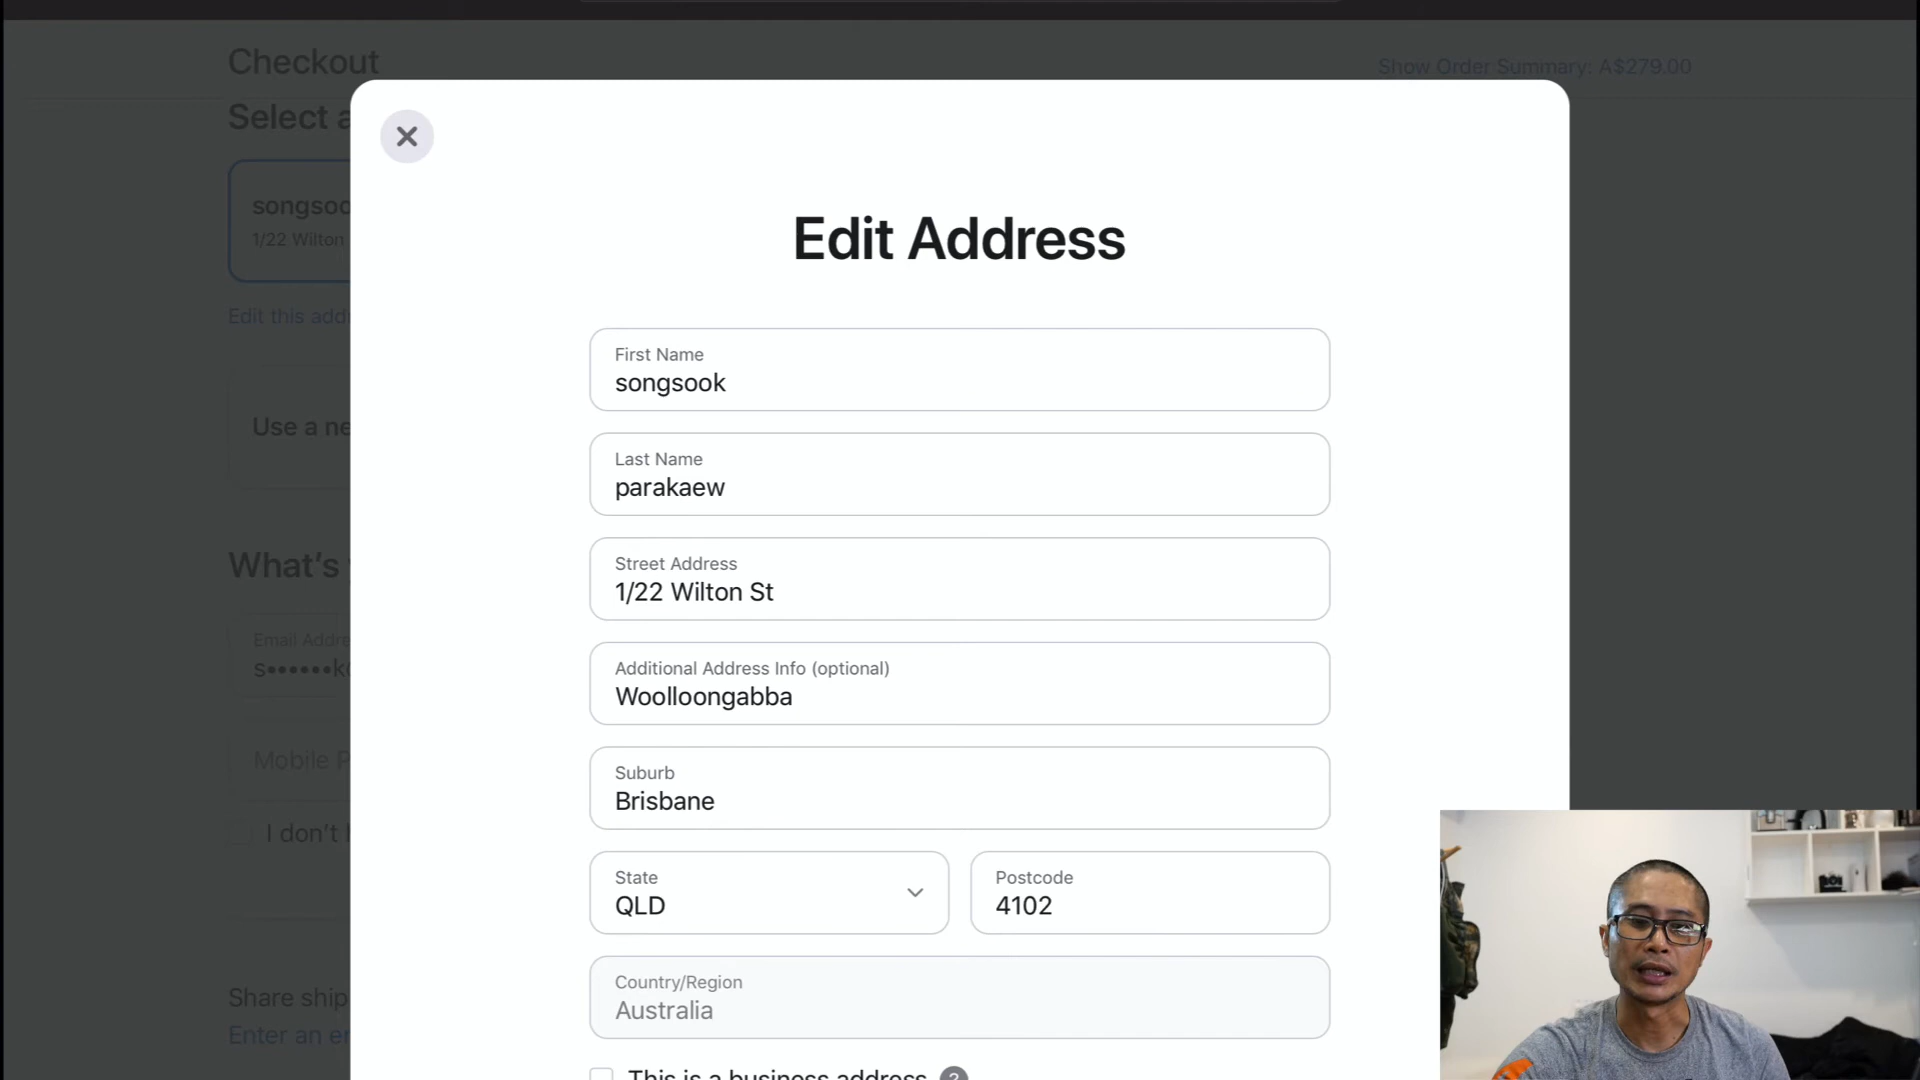 Checkout
Show Order Summary: A$279.00
Select a
songsoo
1/22 Wilton
Edit this add
Use a ne
What's
Email Addre
s••••••k
Mobile P
I don't
Share ship
Enter an e
Edit Address
First Name
songsook
Last Name
parakaew
Street Address
1/22 Wilton St
Additional Address Info (optional)
Woolloongabba
Suburb
Brisbane
State
QLD
Postcode
4102
Country/Region
Australia
This is a business address